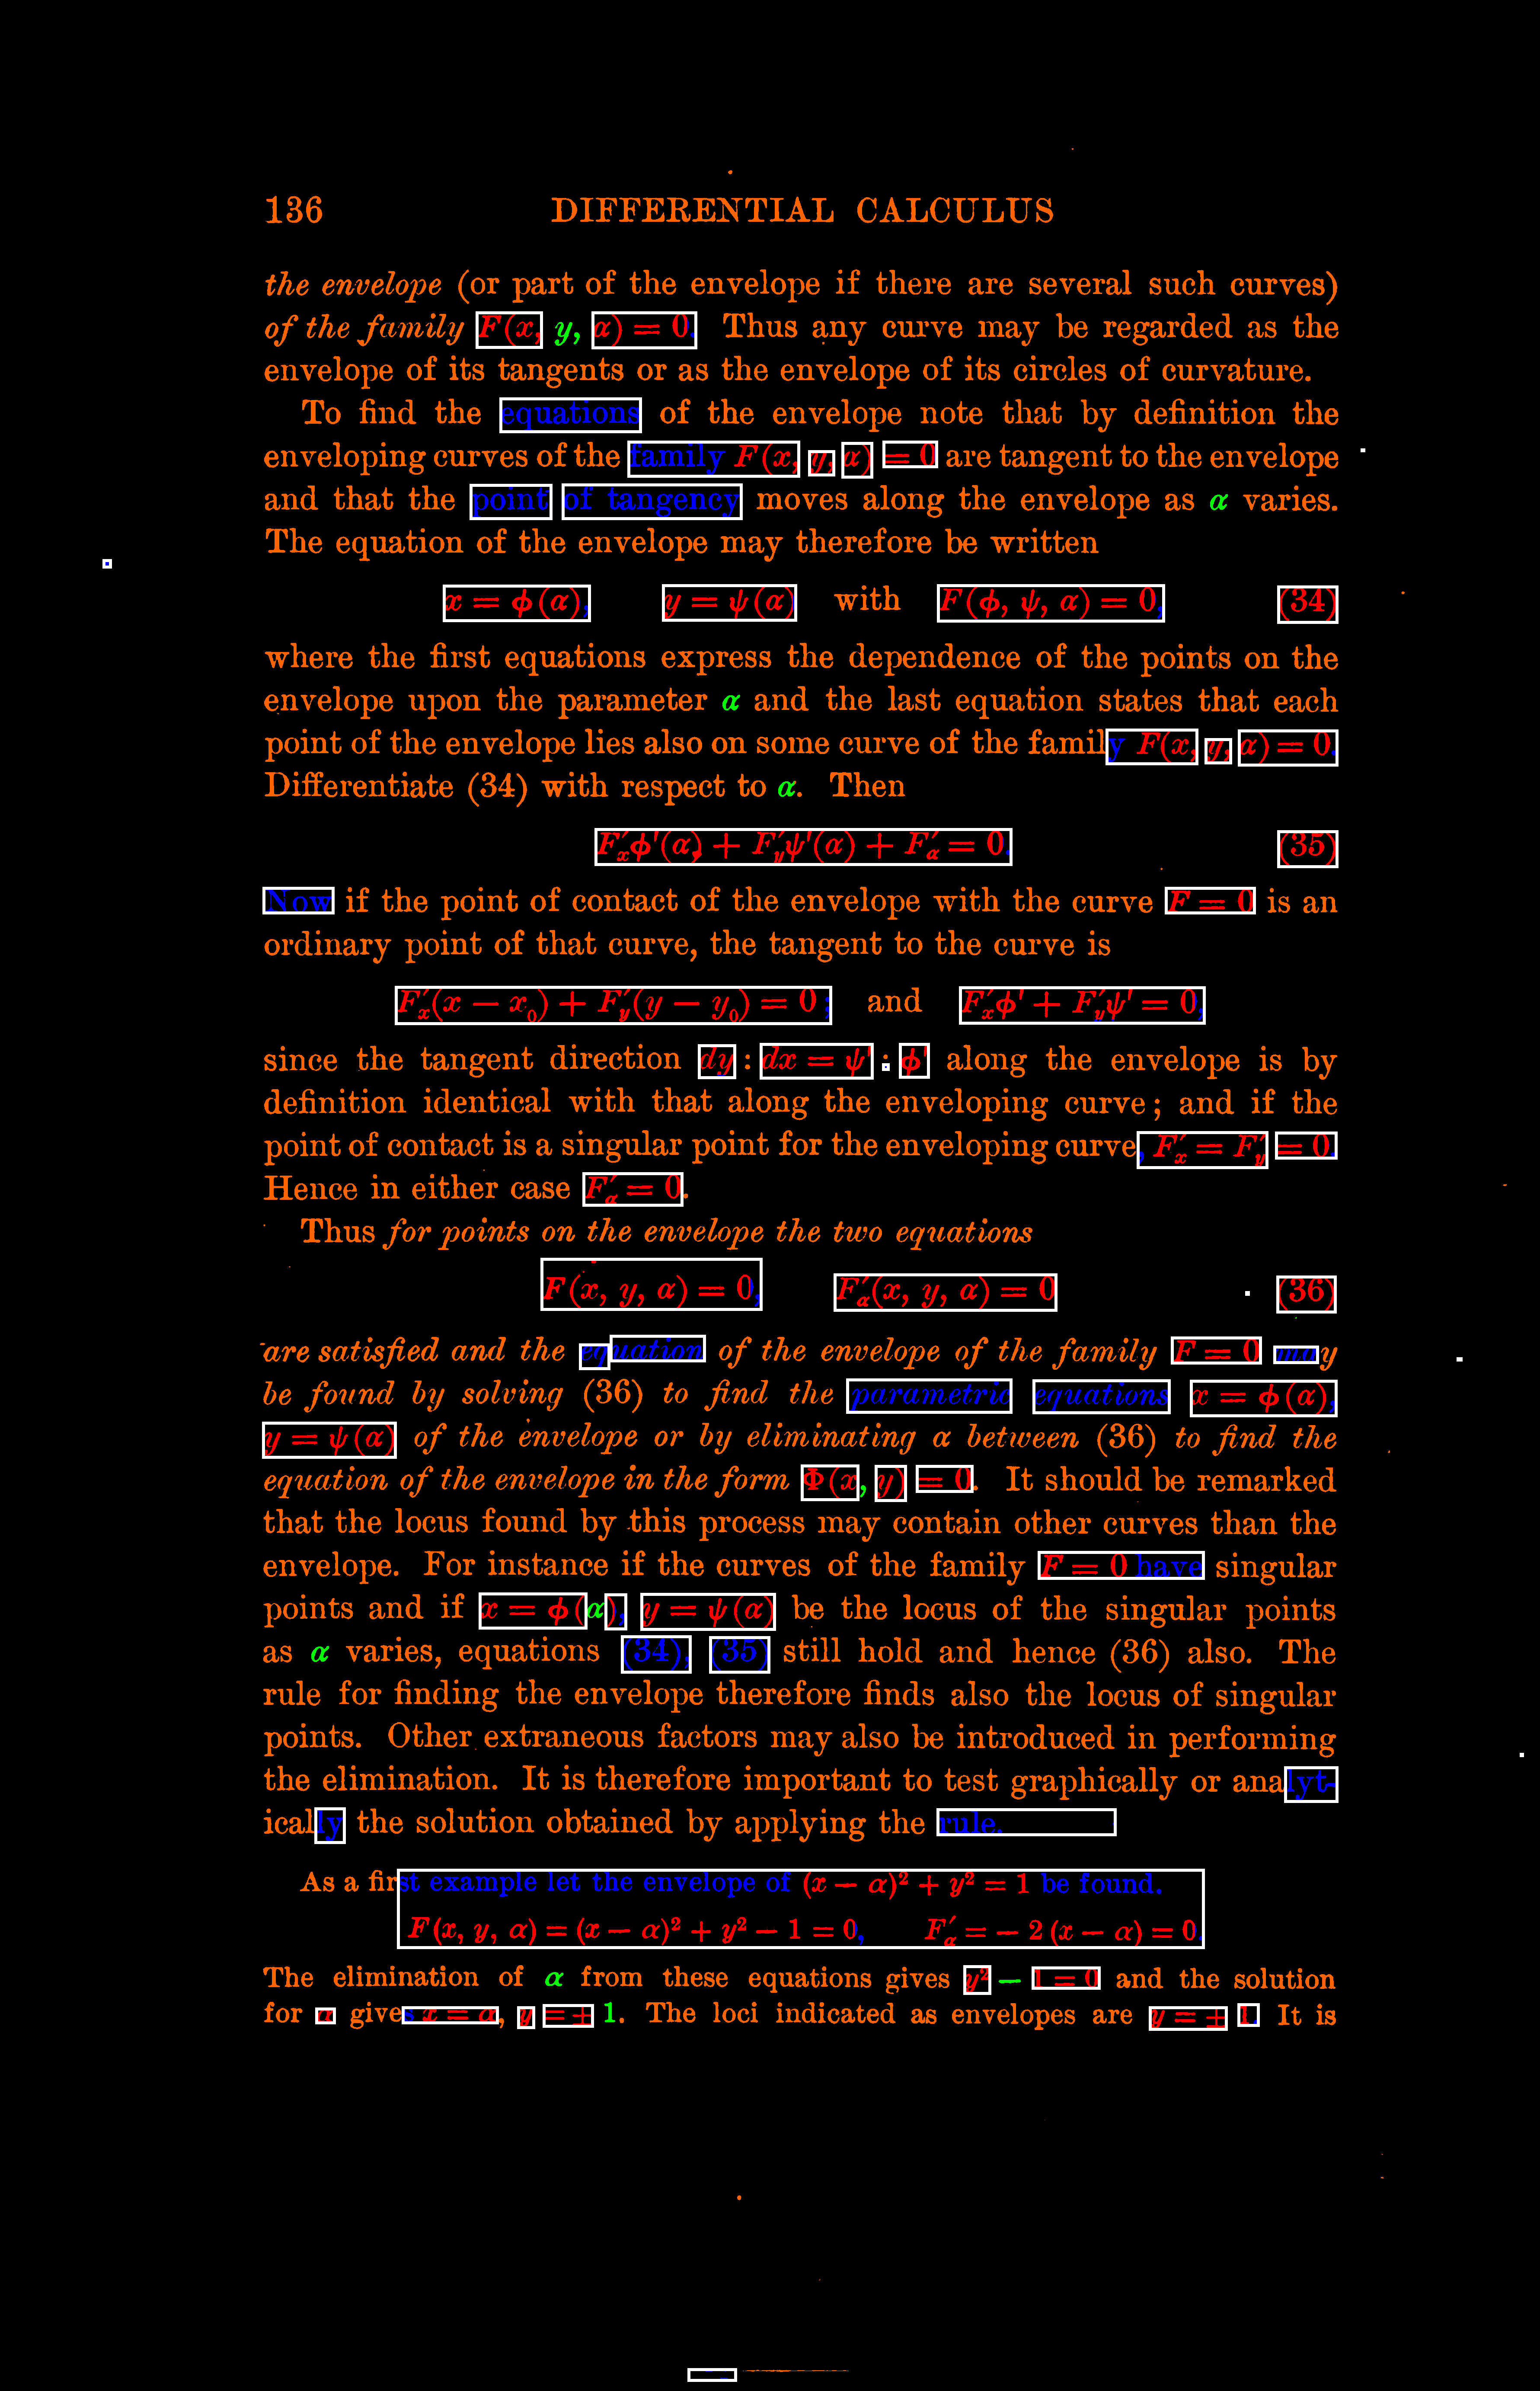 136 DIFFERENTIAL CALCULUS
the envelope (or part of the envelope if there are several such curves)
of the family F(x, y, α) = 0. Thus any curve may be regarded as the
envelope of its tangents or as the envelope of its circles of curvature.
To find the equations of the envelope note that by definition the
enveloping curves of the family F(x, y, α) = 0 are tangent to the envelope
and that the point of tangency moves along the envelope as α varies.
The equation of the envelope may therefore be written
x = ϕ(α), y = ψ(α) with F(ϕ, ψ, α) = 0, (34)
where the first equations express the dependence of the points on the
envelope upon the parameter α and the last equation states that each
point of the envelope lies also on some curve of the family F(x, y, α) = 0.
Differentiate (34) with respect to α. Then
F′ₓϕ′(α) + F′_yψ′(α) + F′_α = 0. (35)
Now if the point of contact of the envelope with the curve F = 0 is an
ordinary point of that curve, the tangent to the curve is
F′ₓ(x − x₀) + F′_y(y − y₀) = 0; and F′ₓϕ′ + F′_yψ′ = 0,
since the tangent direction dy : dx = ψ′ : ϕ′ along the envelope is by
definition identical with that along the enveloping curve; and if the
point of contact is a singular point for the enveloping curve, F′ₓ = F′_y = 0.
Hence in either case F′_α = 0.
Thus for points on the envelope the two equations
F(x, y, α) = 0, F′_α(x, y, α) = 0 (36)
are satisfied and the equation of the envelope of the family F = 0 may
be found by solving (36) to find the parametric equations x = ϕ(α),
y = ψ(α) of the envelope or by eliminating α between (36) to find the
equation of the envelope in the form Φ(x, y) = 0. It should be remarked
that the locus found by this process may contain other curves than the
envelope. For instance if the curves of the family F = 0 have singular
points and if x = ϕ(α), y = ψ(α) be the locus of the singular points
as α varies, equations (34), (35) still hold and hence (36) also. The
rule for finding the envelope therefore finds also the locus of singular
points. Other extraneous factors may also be introduced in performing
the elimination. It is therefore important to test graphically or analyt-
ically the solution obtained by applying the rule.
As a first example let the envelope of (x − α)² + y² = 1 be found.
F(x, y, α) = (x − α)² + y² − 1 = 0, F′_α = − 2 (x − α) = 0.
The elimination of α from these equations gives y² − 1 = 0 and the solution
for α gives x = α, y = ± 1. The loci indicated as envelopes are y = ± 1. It is